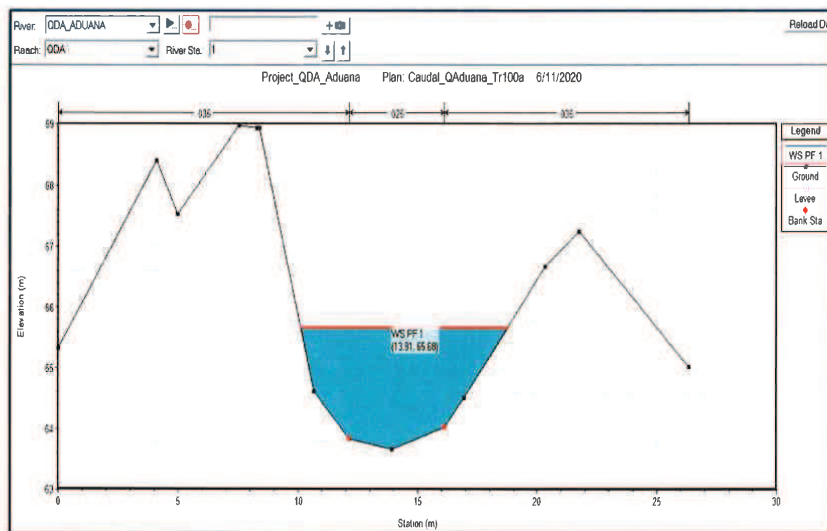 River: QDA_ADUANA
Reload Da
Reach: QDA River Sta.: 1
Project_QDA_Aduana Plan: Caudal_QAduana_Tr100a 6/11/2020
.035 .025 .035
Legend
WS PF 1
Ground
Levee
Bank Sta
WS PF 1
(13.91, 65.68)
Elevation (m)
69
68
67
66
65
64
63
0 5 10 15 20 25 30
Station (m)